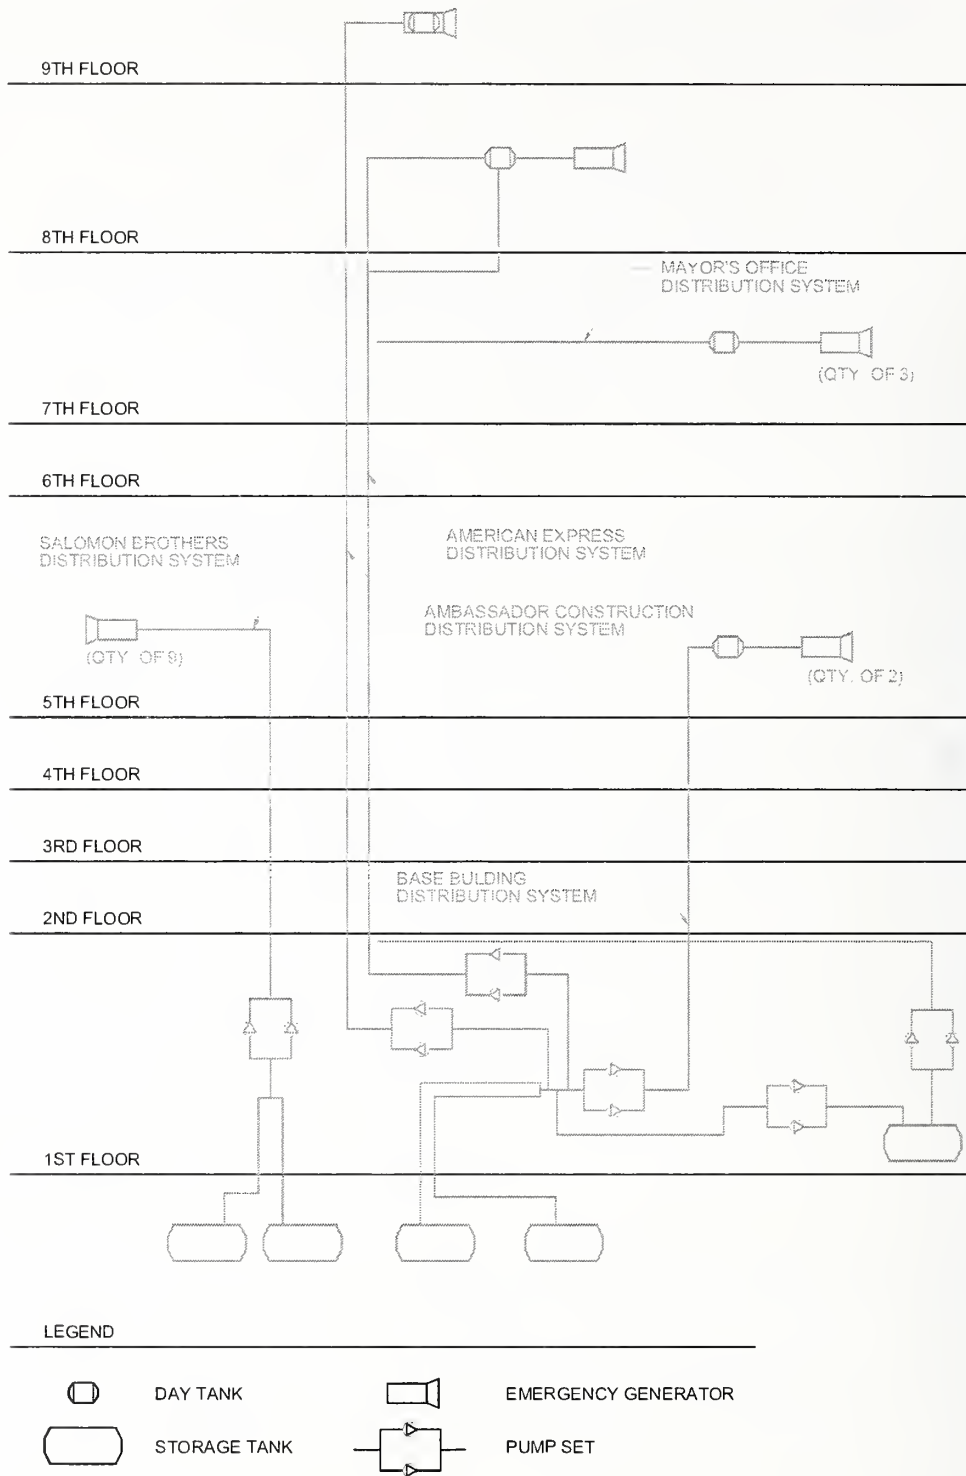 9TH FLOOR
8TH FLOOR
MAYOR'S OFFICE
DISTRIBUTION SYSTEM
(QTY. OF 3)
7TH FLOOR
6TH FLOOR
SALOMON BROTHERS
DISTRIBUTION SYSTEM
AMERICAN EXPRESS
DISTRIBUTION SYSTEM
AMBASSADOR CONSTRUCTION
DISTRIBUTION SYSTEM
(QTY. OF 9)
(QTY. OF 2)
5TH FLOOR
4TH FLOOR
3RD FLOOR
BASE BULDING
DISTRIBUTION SYSTEM
2ND FLOOR
1ST FLOOR
LEGEND
DAY TANK
EMERGENCY GENERATOR
STORAGE TANK
PUMP SET